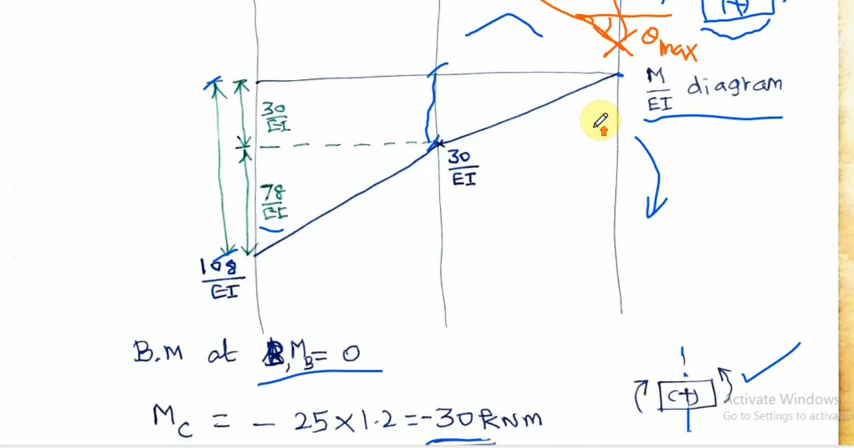 (+)
θmax
M/EI diagram
30/EI
30/EI
78/EI
108/EI
B.M at B, MB = 0
(+)
Activate Windows
Go to Settings to activate
Mc = - 25 × 1.2 = -30 kNm